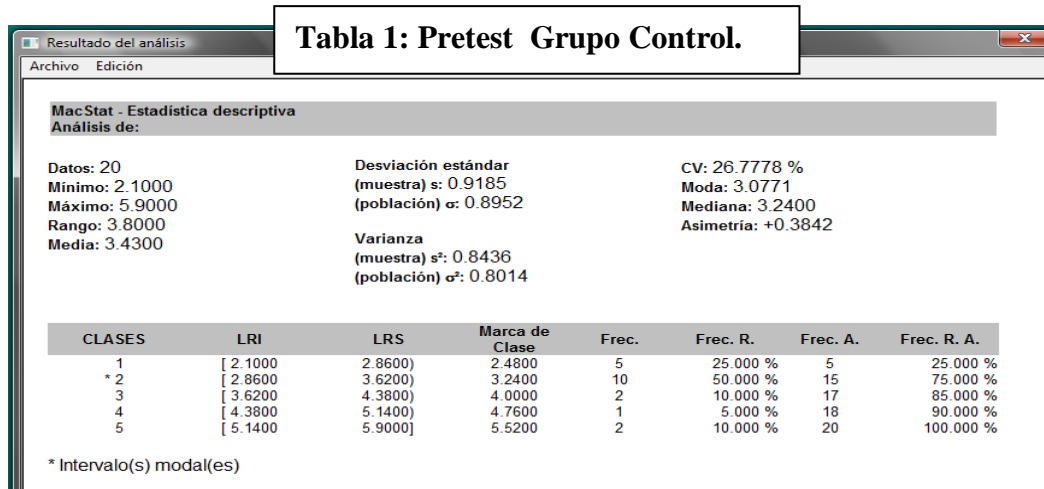 Tabla 1: Pretest Grupo Control.
Resultado del análisis
Archivo Edición
MacStat - Estadística descriptiva
Análisis de:
Datos: 20
Mínimo: 2.1000
Máximo: 5.9000
Rango: 3.8000
Media: 3.4300
Desviación estándar
(muestra) s: 0.9185
(población) σ: 0.8952
Varianza
(muestra) s²: 0.8436
(población) σ²: 0.8014
CV: 26.7778 %
Moda: 3.0771
Mediana: 3.2400
Asimetría: +0.3842
CLASES LRI LRS Marca de Clase Frec. Frec. R. Frec. A. Frec. R. A.
1 [ 2.1000 2.8600) 2.4800 5 25.000 % 5 25.000 %
* 2 [ 2.8600 3.6200) 3.2400 10 50.000 % 15 75.000 %
3 [ 3.6200 4.3800) 4.0000 2 10.000 % 17 85.000 %
4 [ 4.3800 5.1400) 4.7600 1 5.000 % 18 90.000 %
5 [ 5.1400 5.9000] 5.5200 2 10.000 % 20 100.000 %
* Intervalo(s) modal(es)